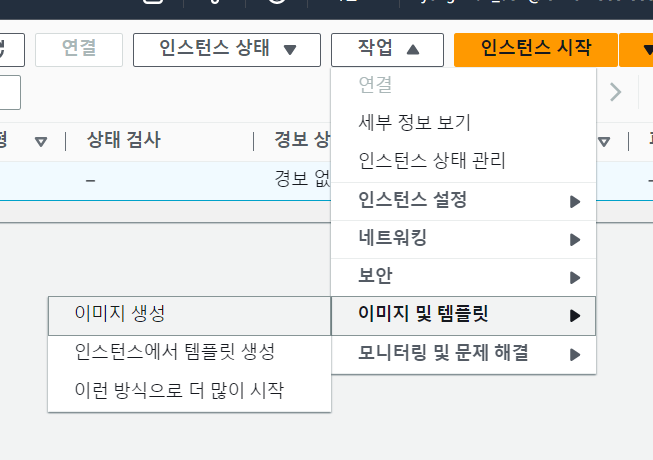 연결
인스턴스 상태 ▼
작업 ▲
인스턴스 시작
연결
세부 정보 보기
인스턴스 상태 관리
인스턴스 설정
네트워킹
보안
이미지 및 템플릿
모니터링 및 문제 해결
상태 검사
경보 상
–
경보 없
이미지 생성
인스턴스에서 템플릿 생성
이런 방식으로 더 많이 시작